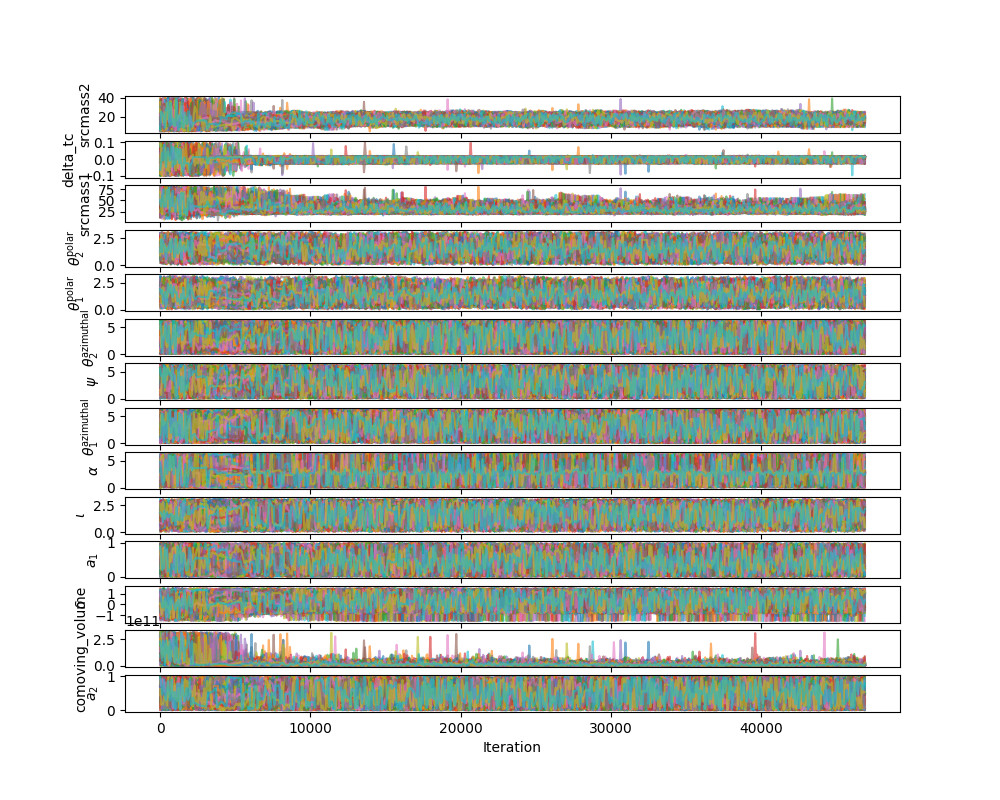 srcmass2
40
20
delta_tc
0.1
0.0
−0.1
srcmass1
75
50
25
θ₂^polar
2.5
0.0
θ₁^polar
2.5
0.0
θ₂^azimuthal
5
0
ψ
5
0
θ₁^azimuthal
5
0
α
5
0
ι
2.5
0.0
a₁
1
0
1
0
−1
1e11
comoving_volume
2.5
0.0
a₂
1
0
0
10000
20000
30000
40000
Iteration